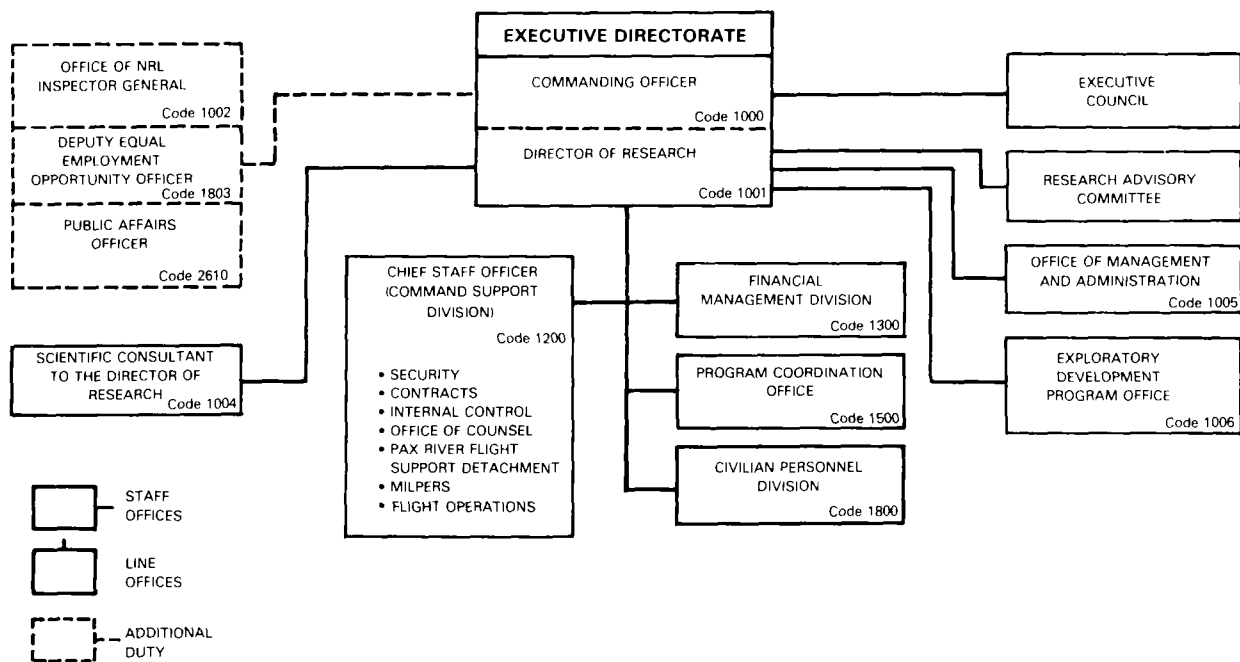 EXECUTIVE DIRECTORATE
COMMANDING OFFICER
Code 1000
DIRECTOR OF RESEARCH
Code 1001
OFFICE OF NRL
INSPECTOR GENERAL
Code 1002
DEPUTY EQUAL
EMPLOYMENT
OPPORTUNITY OFFICER
Code 1803
PUBLIC AFFAIRS
OFFICER
Code 2610
SCIENTIFIC CONSULTANT
TO THE DIRECTOR OF
RESEARCH
Code 1004
EXECUTIVE
COUNCIL
RESEARCH ADVISORY
COMMITTEE
OFFICE OF MANAGEMENT
AND ADMINISTRATION
Code 1005
EXPLORATORY
DEVELOPMENT
PROGRAM OFFICE
Code 1006
CHIEF STAFF OFFICER
(COMMAND SUPPORT
DIVISION)
Code 1200
• SECURITY
• CONTRACTS
• INTERNAL CONTROL
• OFFICE OF COUNSEL
• PAX RIVER FLIGHT
SUPPORT DETACHMENT
• MILPERS
• FLIGHT OPERATIONS
FINANCIAL
MANAGEMENT DIVISION
Code 1300
PROGRAM COORDINATION
OFFICE
Code 1500
CIVILIAN PERSONNEL
DIVISION
Code 1800
STAFF
OFFICES
LINE
OFFICES
ADDITIONAL
DUTY